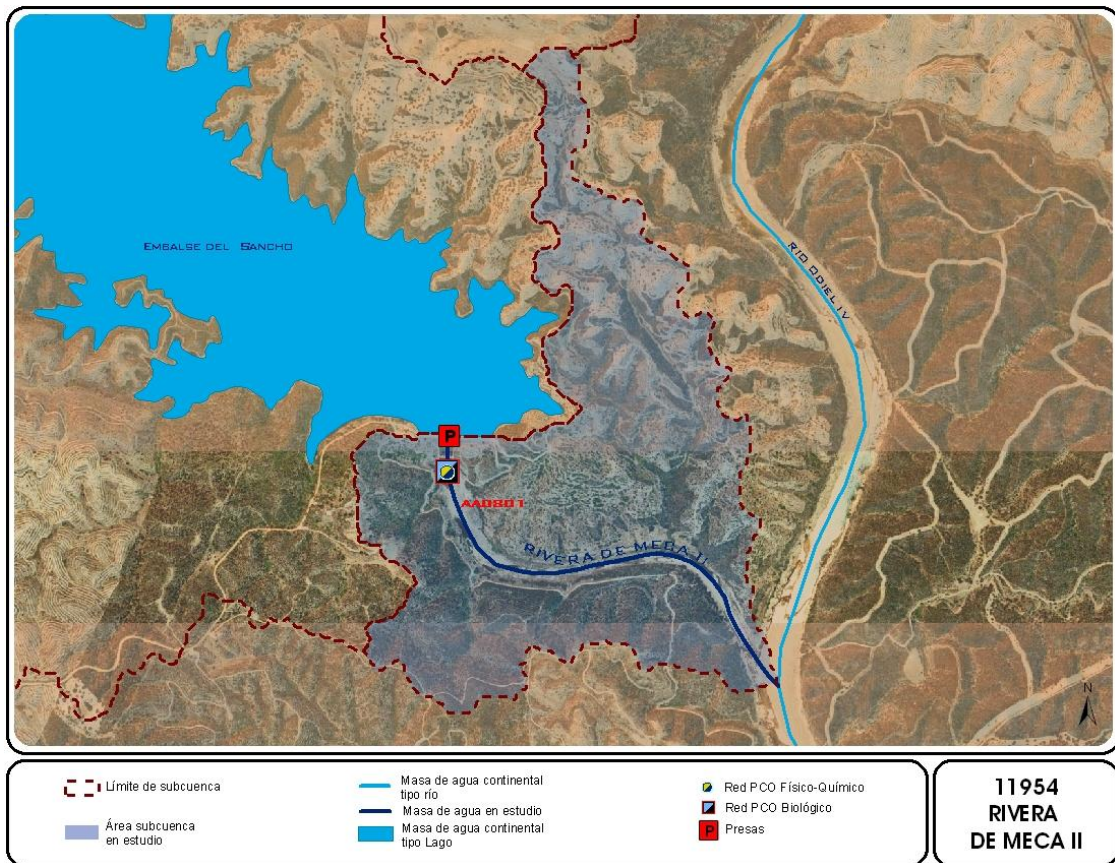 EMBALSE DEL SANCHO
RIO ODIEL IV
P
AA0801
RIVERA DE MECA II
N
Límite de subcuenca
Área subcuenca
en estudio
Masa de agua continental
tipo río
Masa de agua en estudio
Masa de agua continental
tipo Lago
Red PCO Físico-Químico
Red PCO Biológico
P
Presas
11954
RIVERA
DE MECA II